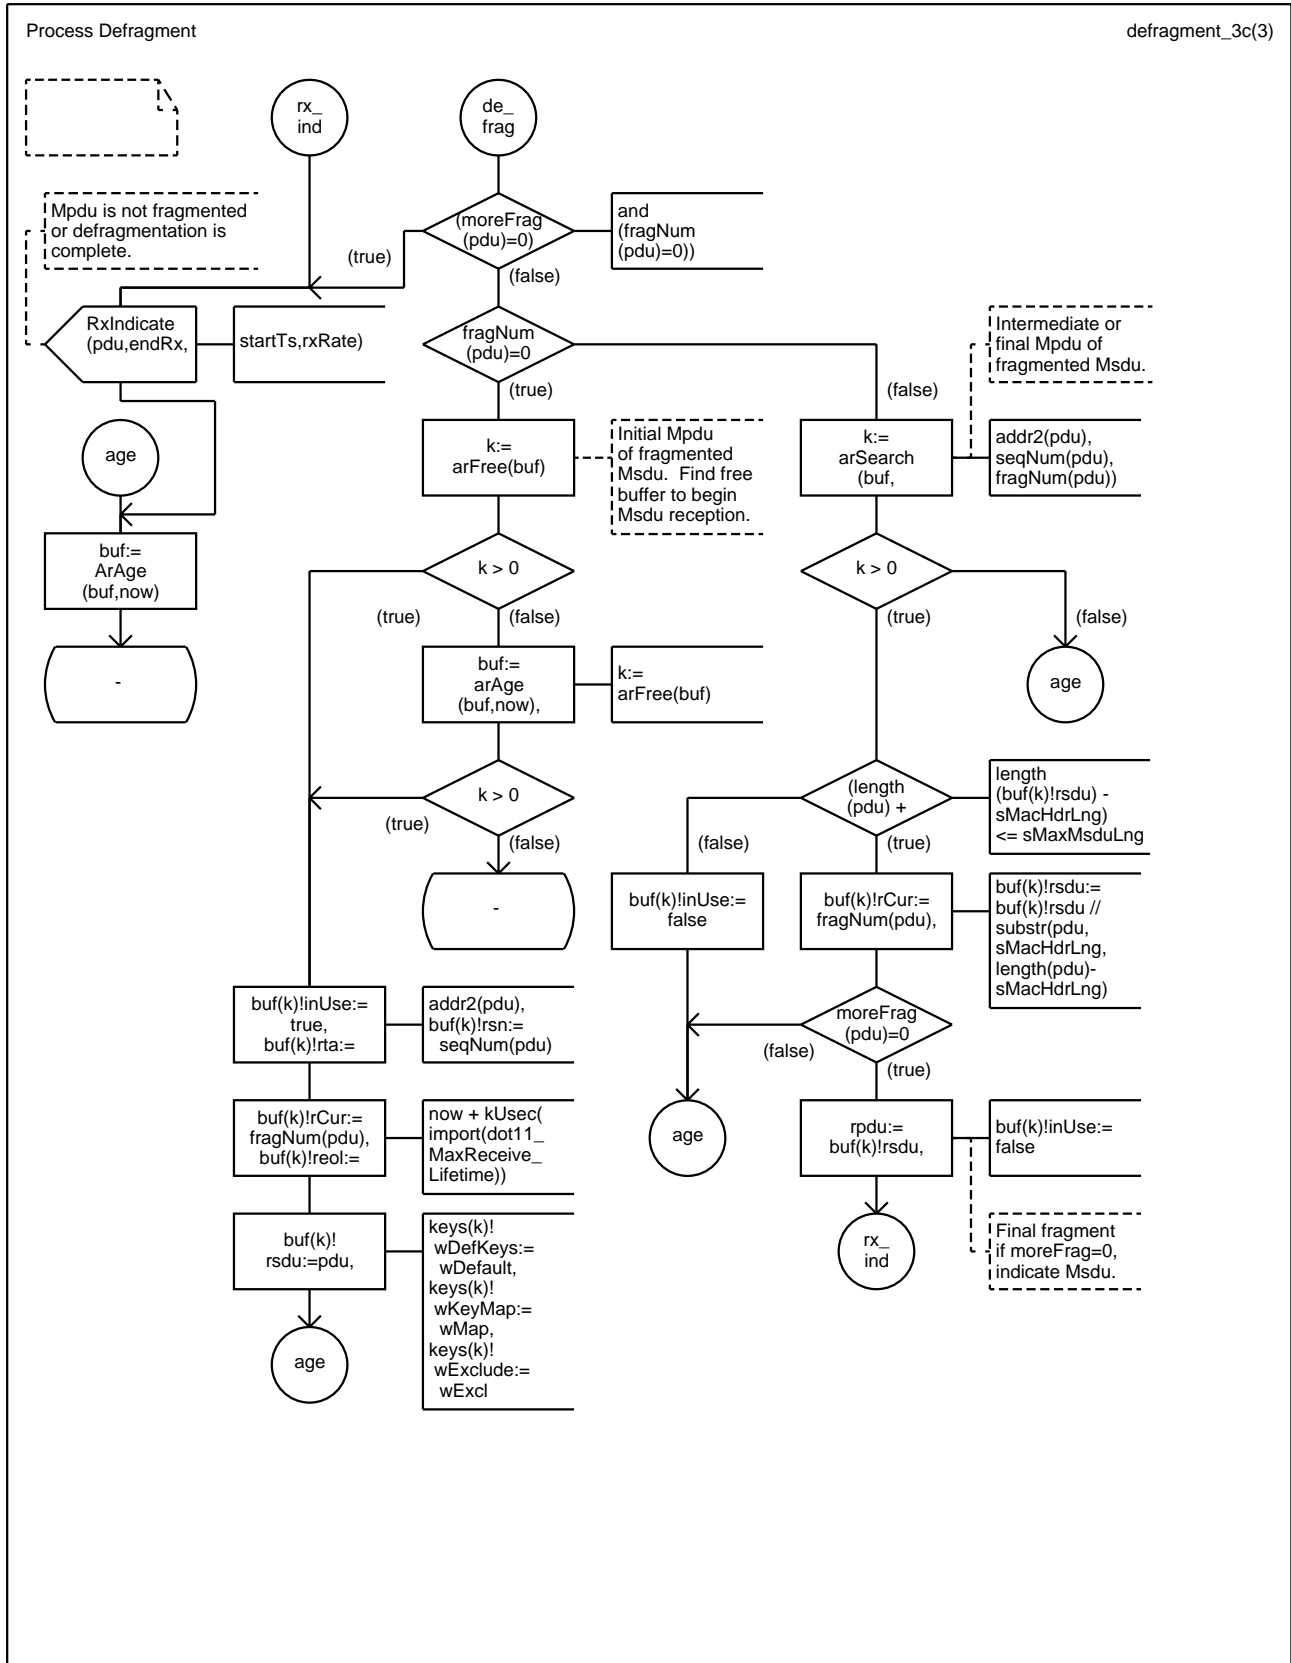 Process Defragment
defragment_3c(3)
rx_
ind
de_
frag
Mpdu is not fragmented
or defragmentation is
complete.
(moreFrag
(pdu)=0)
and
(fragNum
(pdu)=0))
(true)
(false)
RxIndicate
(pdu,endRx,
startTs,rxRate)
fragNum
(pdu)=0
Intermediate or
final Mpdu of
fragmented Msdu.
(true)
(false)
age
k:=
arFree(buf)
Initial Mpdu
of fragmented
Msdu.  Find free
buffer to begin
Msdu reception.
k:=
arSearch
(buf,
addr2(pdu),
seqNum(pdu),
fragNum(pdu))
buf:=
ArAge
(buf,now)
k > 0
k > 0
(true)
(false)
(true)
(false)
-
buf:=
arAge
(buf,now),
k:=
arFree(buf)
age
k > 0
(true)
(false)
(length
(pdu) +
length
(buf(k)!rsdu) -
sMacHdrLng)
<= sMaxMsduLng
(false)
(true)
-
buf(k)!inUse:=
false
buf(k)!rCur:=
fragNum(pdu),
buf(k)!rsdu:=
buf(k)!rsdu //
substr(pdu,
sMacHdrLng,
length(pdu)-
sMacHdrLng)
buf(k)!inUse:=
true,
buf(k)!rta:=
addr2(pdu),
buf(k)!rsn:=
seqNum(pdu)
moreFrag
(pdu)=0
(false)
(true)
buf(k)!rCur:=
fragNum(pdu),
buf(k)!reol:=
now + kUsec(
import(dot11_
MaxReceive_
Lifetime))
age
rpdu:=
buf(k)!rsdu,
buf(k)!inUse:=
false
buf(k)!
rsdu:=pdu,
keys(k)!
wDefKeys:=
wDefault,
keys(k)!
wKeyMap:=
wMap,
keys(k)!
wExclude:=
wExcl
rx_
ind
Final fragment
if moreFrag=0,
indicate Msdu.
age